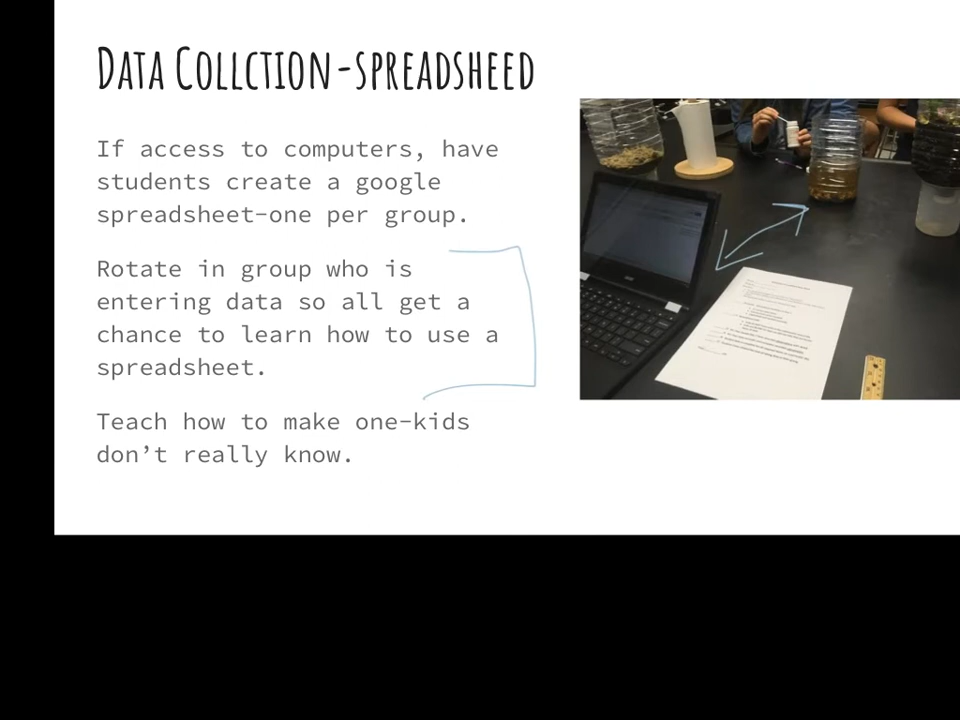 DATA COLLCTION-SPREADSHEED
If access to computers, have
students create a google
spreadsheet-one per group.
Rotate in group who is
entering data so all get a
chance to learn how to use a
spreadsheet.
Teach how to make one-kids
don’t really know.